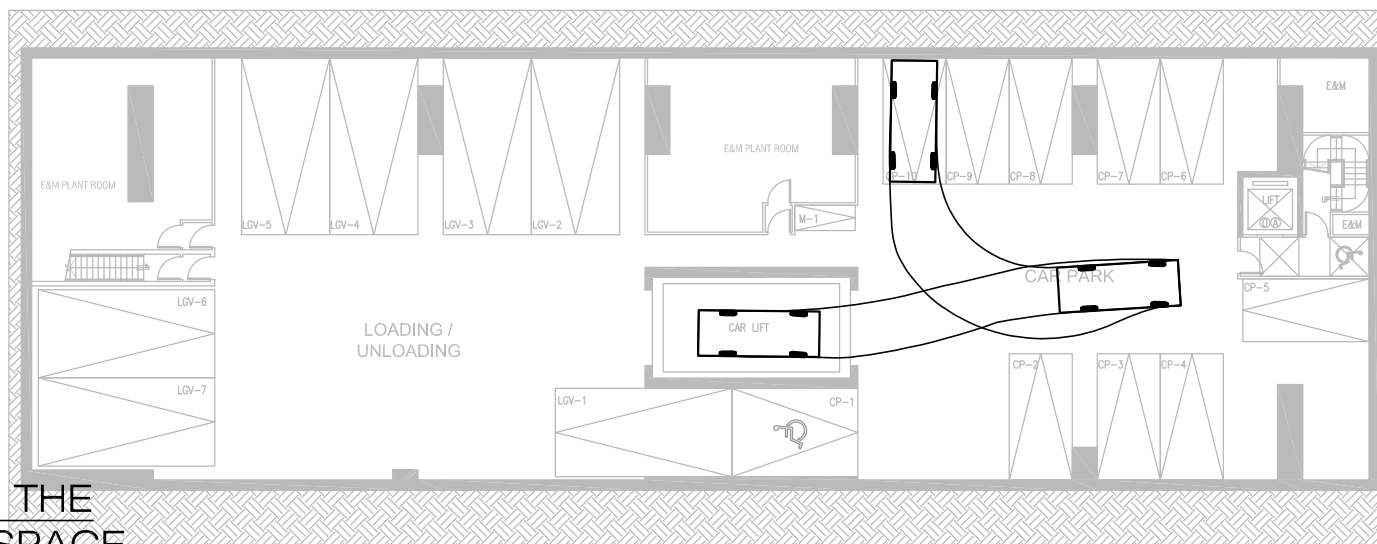 E&M
E&M PLANT ROOM
E&M PLANT ROOM
CP-10
CP-9
CP-8
CP-7
CP-6
LIFT
UP
M-1
LGV-5
LGV-4
LGV-3
LGV-2
E&M
CAR PARK
CP-5
LGV-6
LOADING /
UNLOADING
CAR LIFT
CP-2
CP-3
CP-4
LGV-7
LGV-1
CP-1
THE
SPACE